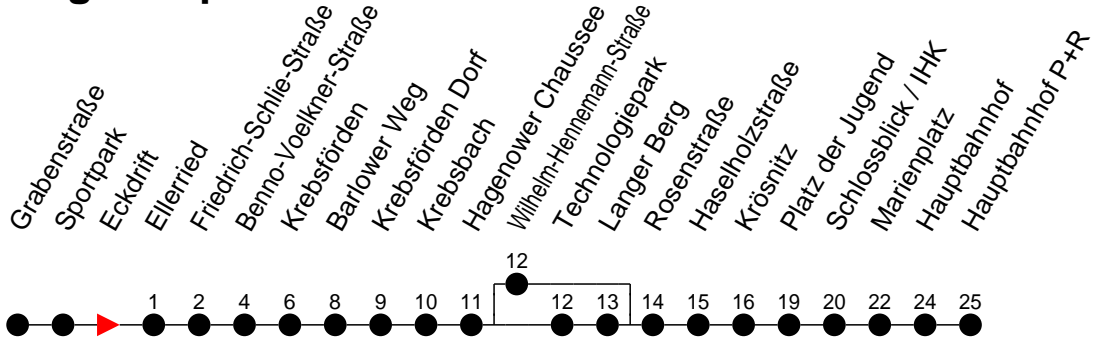 Grabenstraße
Sportpark
Eckdrift
Ellerried
Friedrich-Schlie-Straße
Benno-Voelkner-Straße
Krebsförden
Barlower Weg
Krebsförden Dorf
Krebsbach
Hagenower Chaussee
Wilhelm-Hennemann-Straße
Technologiepark
Langer Berg
Rosenstraße
Haselholzstraße
Krösnitz
Platz der Jugend
Schlossblick / IHK
Marienplatz
Hauptbahnhof
Hauptbahnhof P+R
12
1 2 4 6 8 9 10 11 12 13 14 15 16 19 20 22 24 25